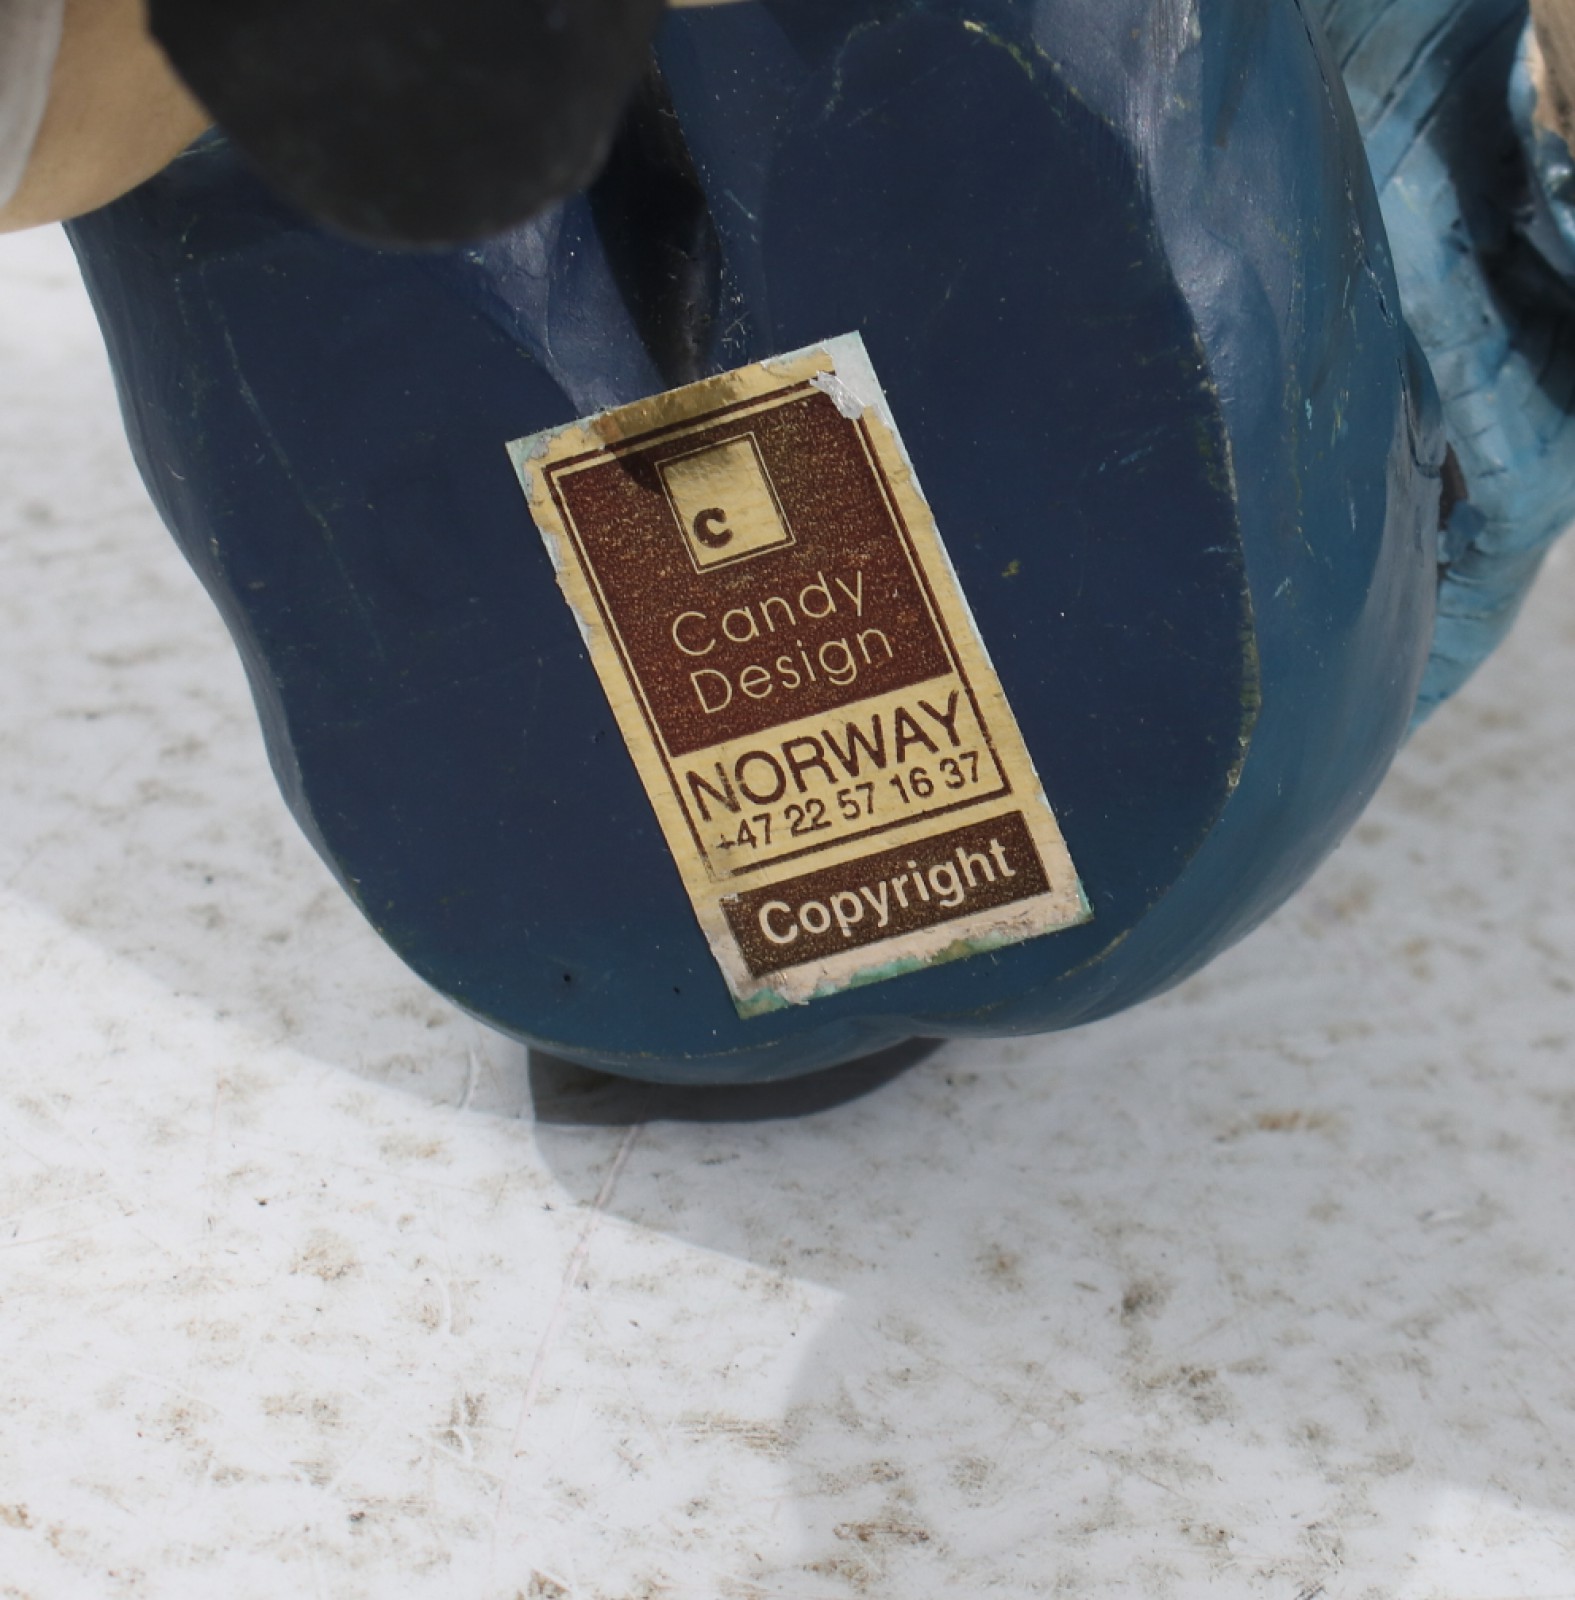 c
Candy
Design
NORWAY
+47 22 57 16 37
Copyright